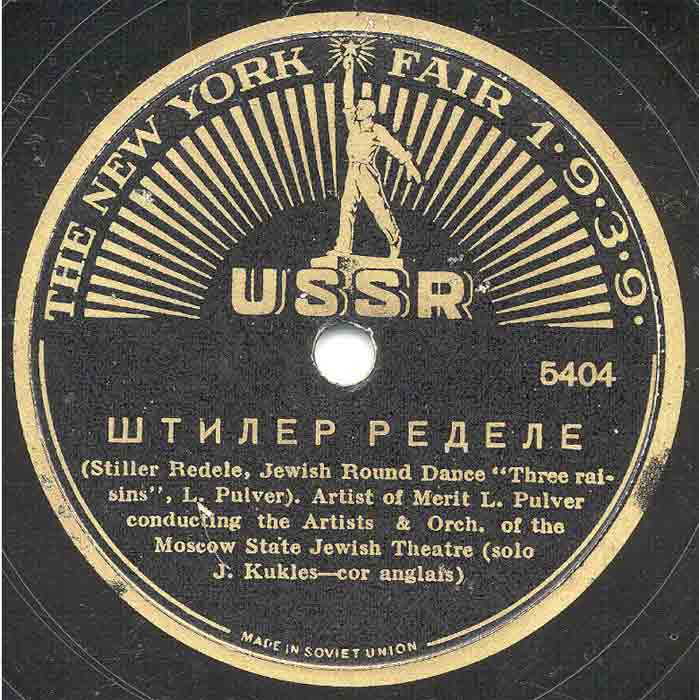 THE NEW YORK FAIR 1·9·3·9·
USSR
5404
ШТИЛЕР РЕДЕЛЕ
(Stiller Redele, Jewish Round Dance “Three rai-
sins”, L. Pulver). Artist of Merit L. Pulver
conducting the Artists & Orch. of the
Moscow State Jewish Theatre (solo
J. Kukles—cor anglais)
MADE IN SOVIET UNION